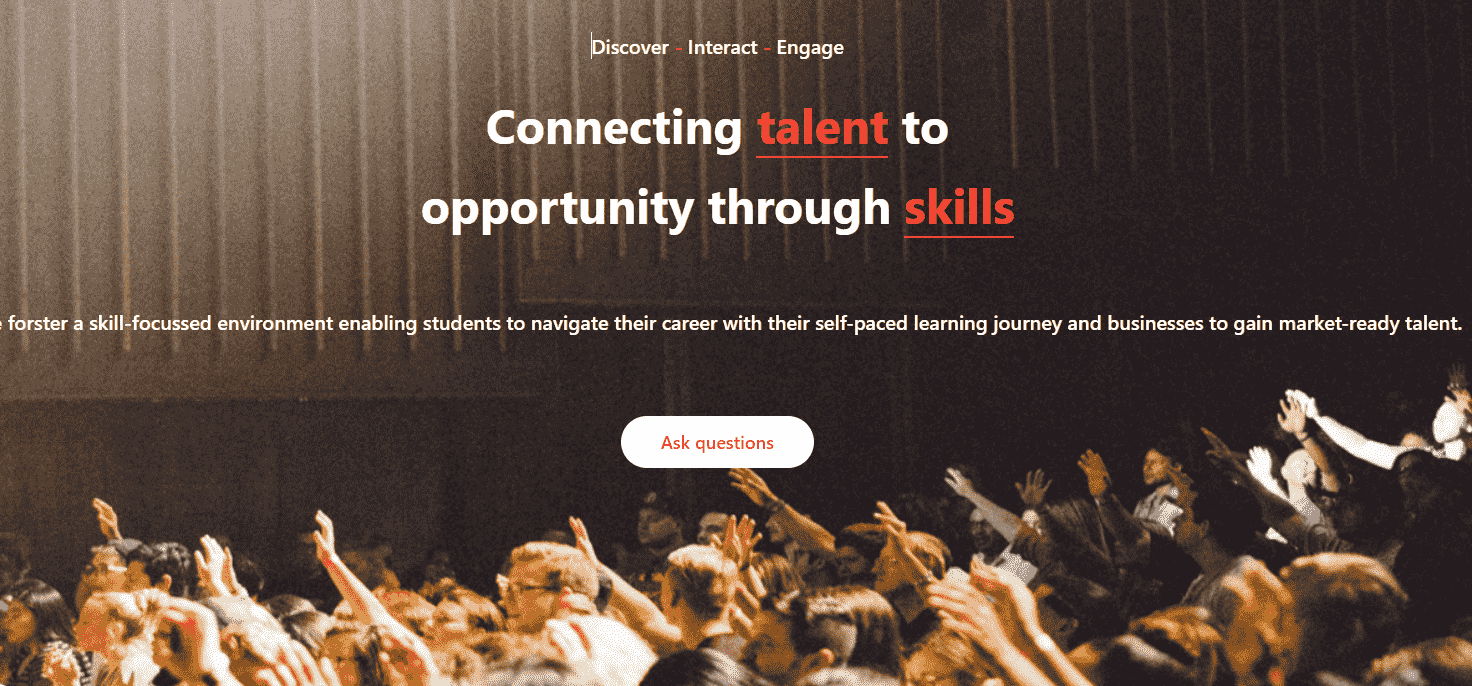 Discover - Interact - Engage
Connecting talent to
opportunity through skills
forster a skill-focussed environment enabling students to navigate their career with their self-paced learning journey and businesses to gain market-ready talent.
Ask questions